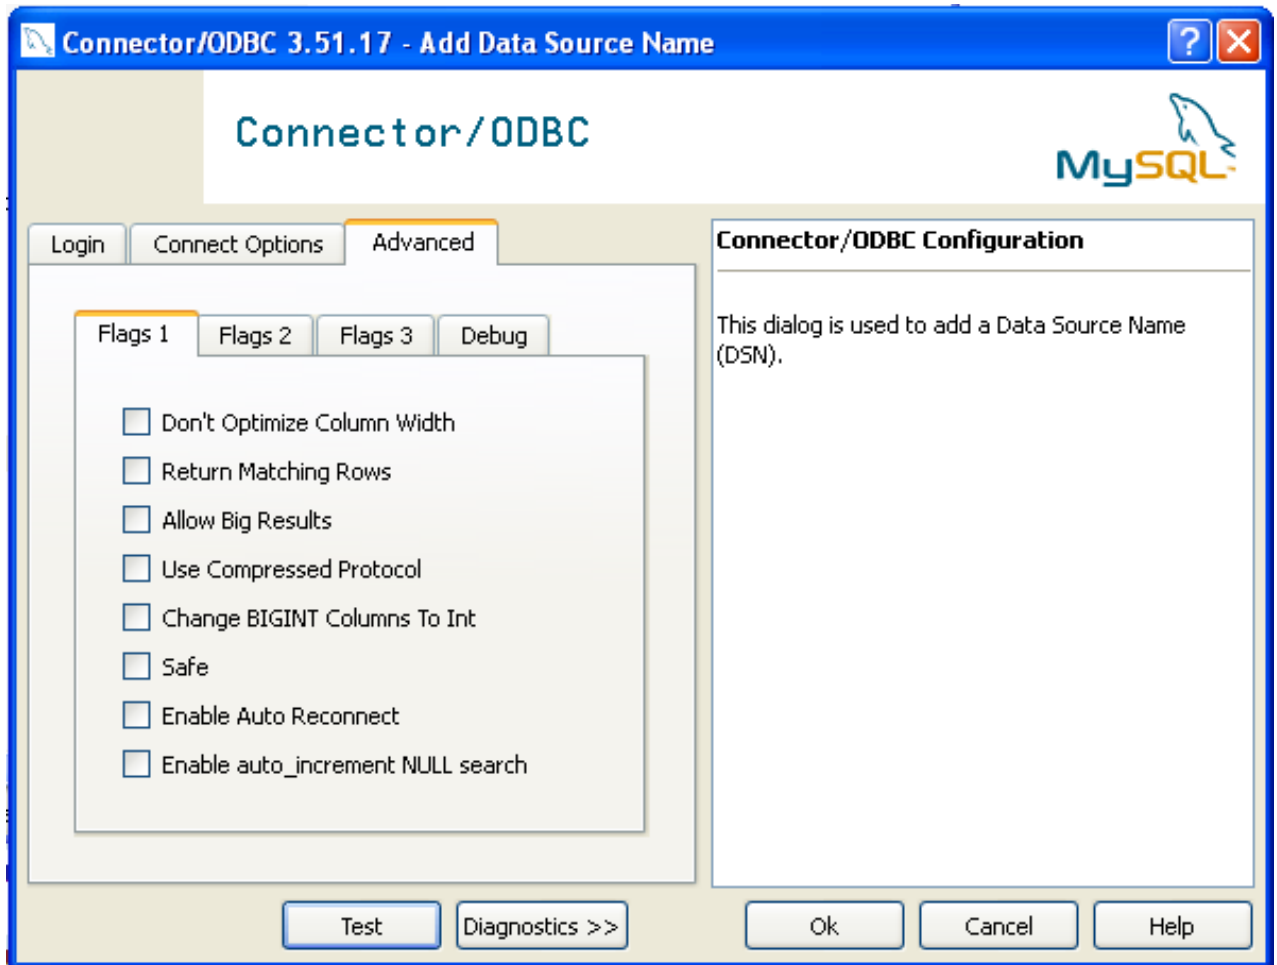 Connector/ODBC 3.51.17 - Add Data Source Name
?
Connector/ODBC
MySQL
Login
Connect Options
Advanced
Flags 1
Flags 2
Flags 3
Debug
Don't Optimize Column Width
Return Matching Rows
Allow Big Results
Use Compressed Protocol
Change BIGINT Columns To Int
Safe
Enable Auto Reconnect
Enable auto_increment NULL search
Connector/ODBC Configuration
This dialog is used to add a Data Source Name
(DSN).
Test
Diagnostics >>
Ok
Cancel
Help